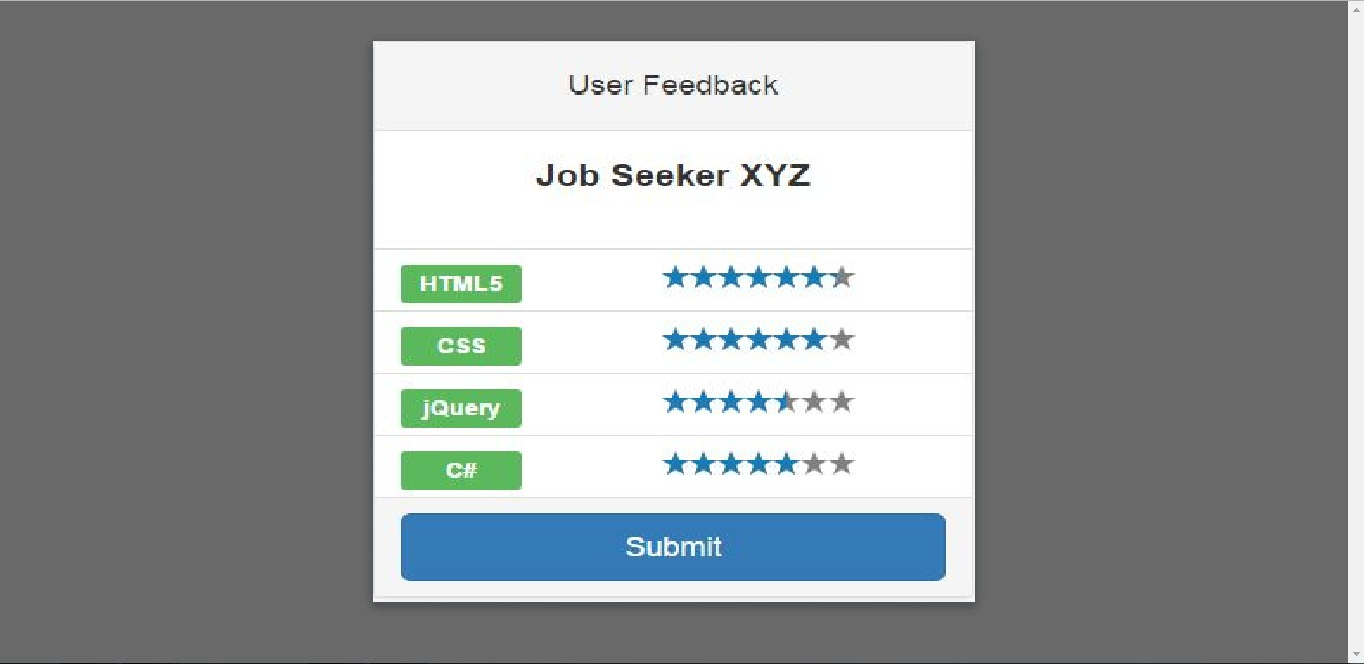 User Feedback
Job Seeker XYZ
HTML5
CSS
jQuery
C#
Submit